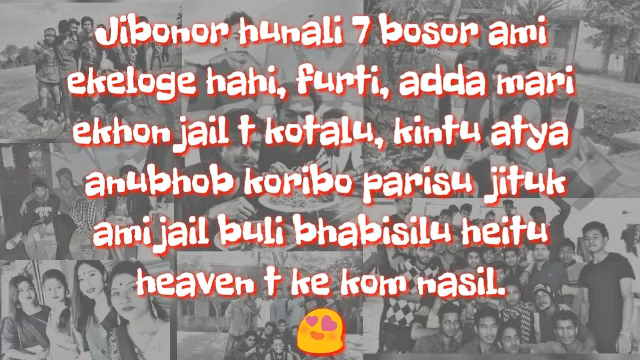 Jibonor hunali 7 bosor ami
ekeloge hahi, furti, adda mari
ekhon jail t kotalu, kintu atya
anubhob koribo parisu jituk
ami jail buli bhabisilu heitu
heaven t ke kom nasil.